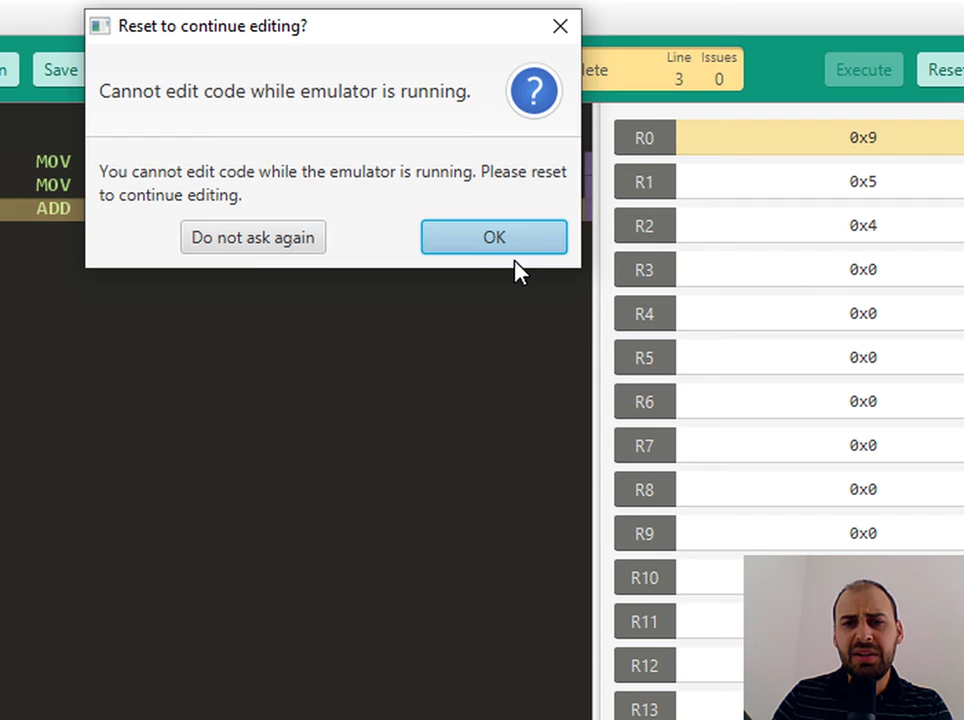 Reset to continue editing?
Cannot edit code while emulator is running.
You cannot edit code while the emulator is running. Please reset
to continue editing.
Do not ask again
OK
Save
Line Issues
3 0
Execute
MOV
MOV
ADD
R0 0x9
R1 0x5
R2 0x4
R3 0x0
R4 0x0
R5 0x0
R6 0x0
R7 0x0
R8 0x0
R9 0x0
R10
R11
R12
R13